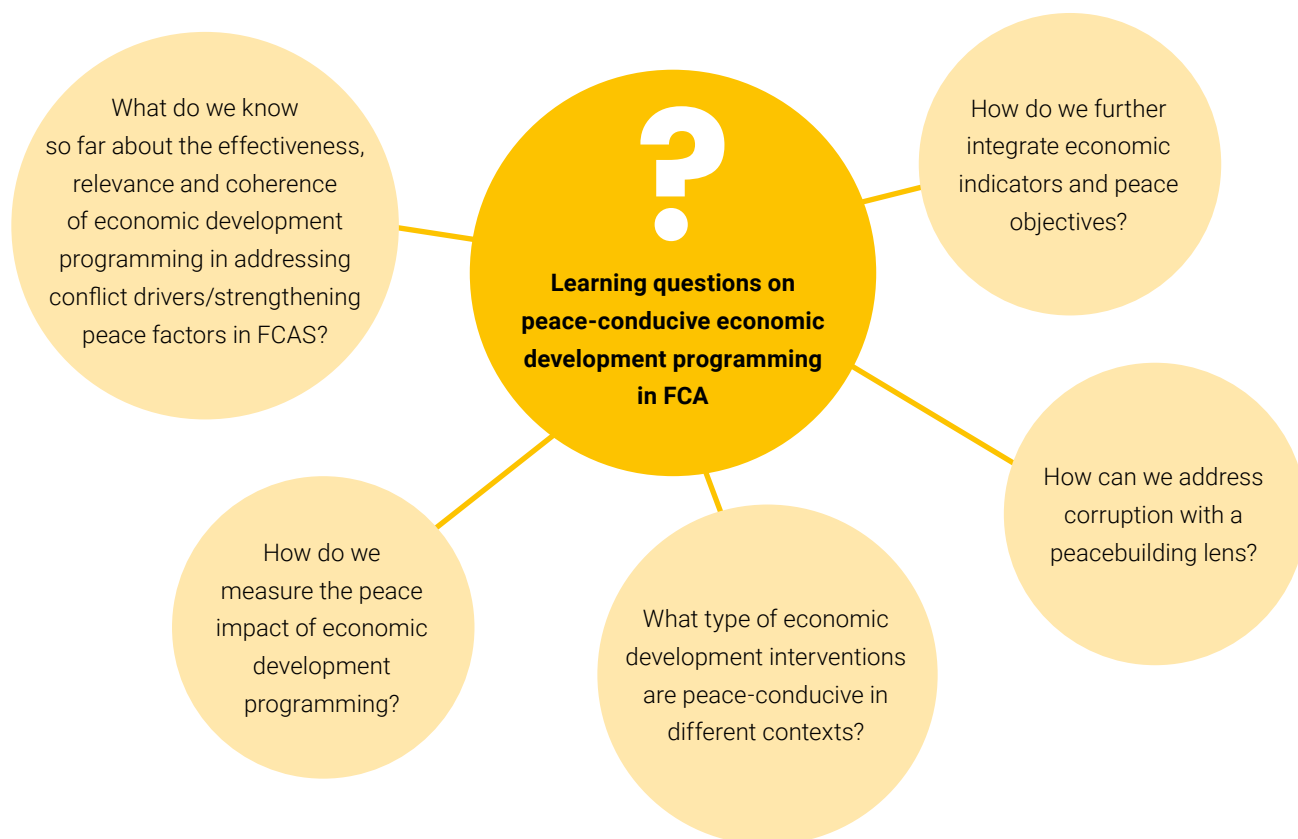 ?
Learning questions on
peace-conducive economic
development programming
in FCA
What do we know
so far about the effectiveness,
relevance and coherence
of economic development
programming in addressing
conflict drivers/strengthening
peace factors in FCAS?
How do we further
integrate economic
indicators and peace
objectives?
How can we address
corruption with a
peacebuilding lens?
What type of economic
development interventions
are peace-conducive in
different contexts?
How do we
measure the peace
impact of economic
development
programming?